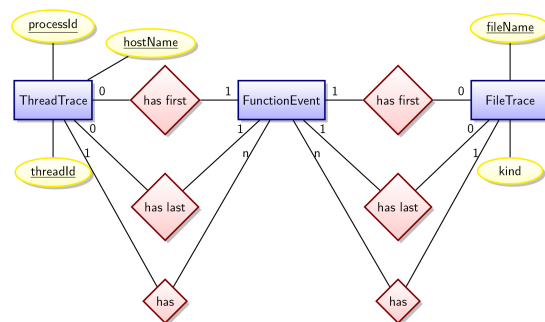 processId
hostName
fileName
0
1
1
0
ThreadTrace
has first
FunctionEvent
has first
FileTrace
0
1
1
0
1
n
n
1
threadId
kind
has last
has last
has
has